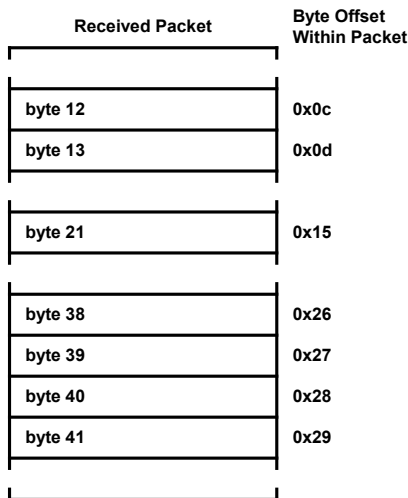 Received Packet
Byte Offset
Within Packet
byte 12 0x0c
byte 13 0x0d
byte 21 0x15
byte 38 0x26
byte 39 0x27
byte 40 0x28
byte 41 0x29